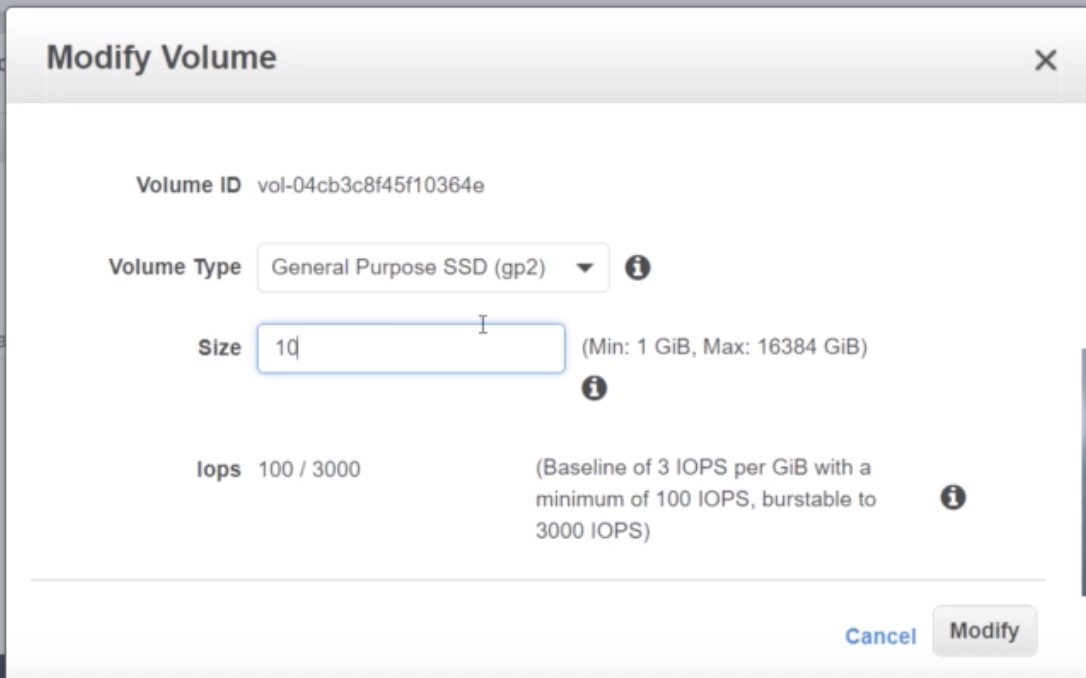 Modify Volume
Volume ID vol-04cb3c8f45f10364e
Volume Type General Purpose SSD (gp2)
Size 10 (Min: 1 GiB, Max: 16384 GiB)
Iops 100 / 3000 (Baseline of 3 IOPS per GiB with a
minimum of 100 IOPS, burstable to
3000 IOPS)
Cancel Modify